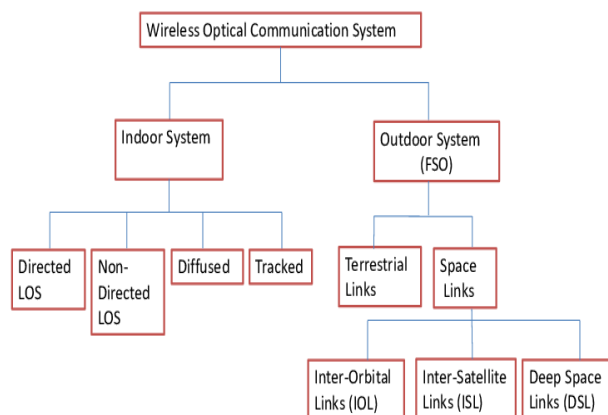 Wireless Optical Communication System
Indoor System
Outdoor System
(FSO)
Directed
LOS
Non-
Directed
LOS
Diffused
Tracked
Terrestrial
Links
Space
Links
Inter-Orbital
Links (IOL)
Inter-Satellite
Links (ISL)
Deep Space
Links (DSL)